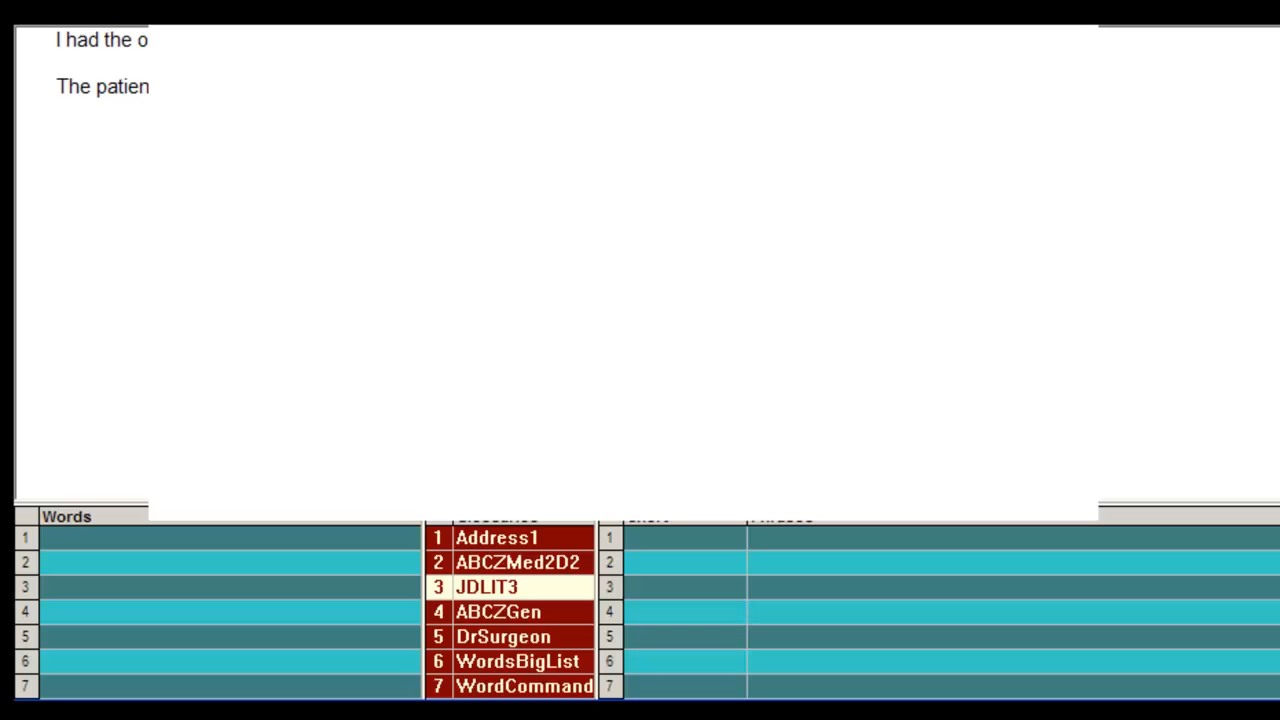 I had the o
The patien
Words
1 1 Address1 1
2 2 ABCZMed2D2 2
3 3 JDLIT3 3
4 4 ABCZGen 4
5 5 DrSurgeon 5
6 6 WordsBigList 6
7 7 WordCommand 7